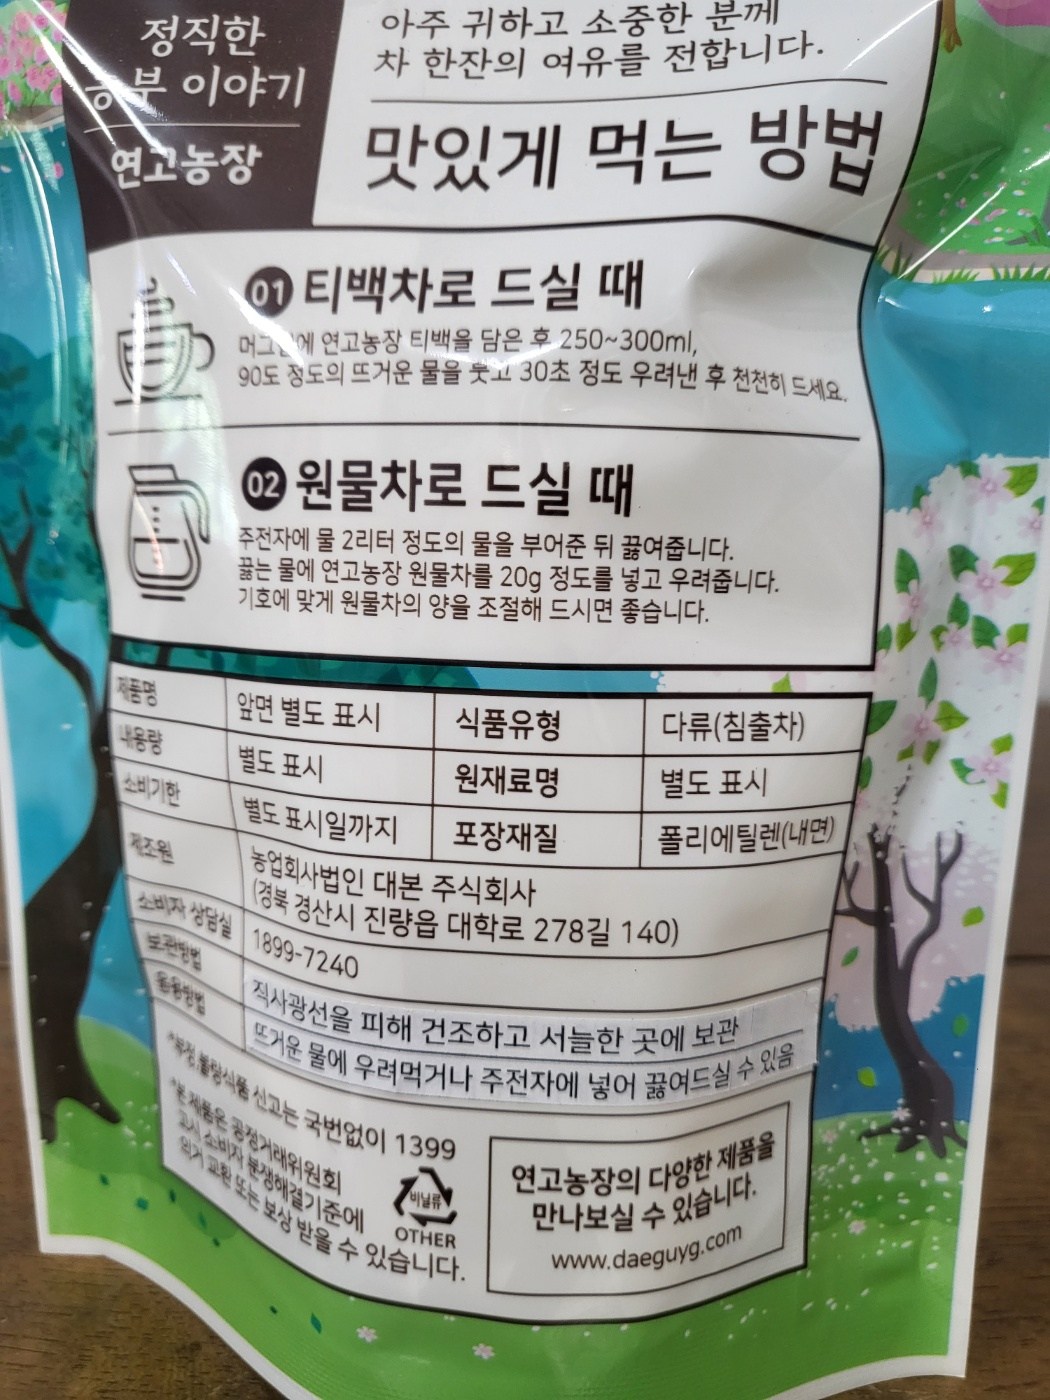 정직한
농부 이야기
연고농장
아주 귀하고 소중한 분께
차 한잔의 여유를 전합니다.
맛있게 먹는 방법
01 티백차로 드실 때
머그잔에 연고농장 티백을 담은 후 250~300ml,
90도 정도의 뜨거운 물을 붓고 30초 정도 우려낸 후 천천히 드세요.
02 원물차로 드실 때
주전자에 물 2리터 정도의 물을 부어준 뒤 끓여줍니다.
끓는 물에 연고농장 원물차를 20g 정도를 넣고 우려줍니다.
기호에 맞게 원물차의 양을 조절해 드시면 좋습니다.
제품명 앞면 별도 표시 식품유형 다류(침출차)
내용량 별도 표시 원재료명 별도 표시
소비기한 별도 표시일까지 포장재질 폴리에틸렌(내면)
제조원 농업회사법인 대본 주식회사
(경북 경산시 진량읍 대학로 278길 140)
소비자 상담실 1899-7240
보관방법 직사광선을 피해 건조하고 서늘한 곳에 보관
음용방법 뜨거운 물에 우려먹거나 주전자에 넣어 끓여드실 수 있음
*부정 불량식품 신고는 국번없이 1399
*본 제품은 공정거래위원회
고시 소비자 분쟁해결기준에
의거 교환 또는 보상 받을 수 있습니다.
비닐류
OTHER
연고농장의 다양한 제품을
만나보실 수 있습니다.
www.daeguyg.com